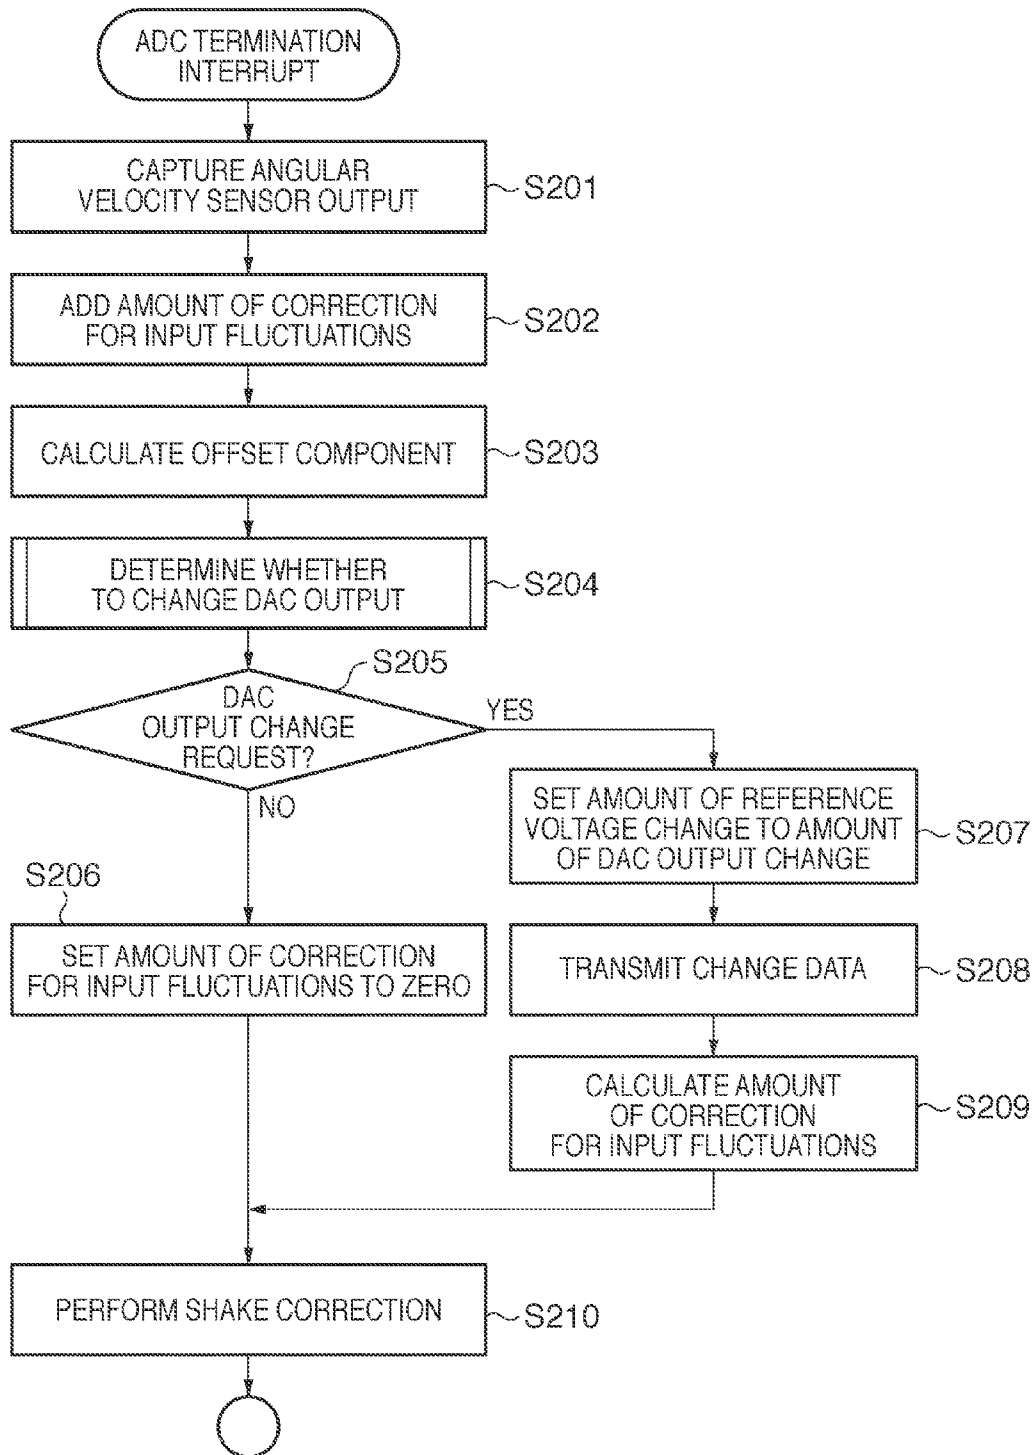 ADC TERMINATION
INTERRUPT
CAPTURE ANGULAR
VELOCITY SENSOR OUTPUT
S201
ADD AMOUNT OF CORRECTION
FOR INPUT FLUCTUATIONS
S202
CALCULATE OFFSET COMPONENT
S203
DETERMINE WHETHER
TO CHANGE DAC OUTPUT
S204
S205
DAC
OUTPUT CHANGE
REQUEST?
YES
NO
SET AMOUNT OF REFERENCE
VOLTAGE CHANGE TO AMOUNT
OF DAC OUTPUT CHANGE
S207
S206
SET AMOUNT OF CORRECTION
FOR INPUT FLUCTUATIONS TO ZERO
TRANSMIT CHANGE DATA
S208
CALCULATE AMOUNT
OF CORRECTION
FOR INPUT FLUCTUATIONS
S209
PERFORM SHAKE CORRECTION
S210